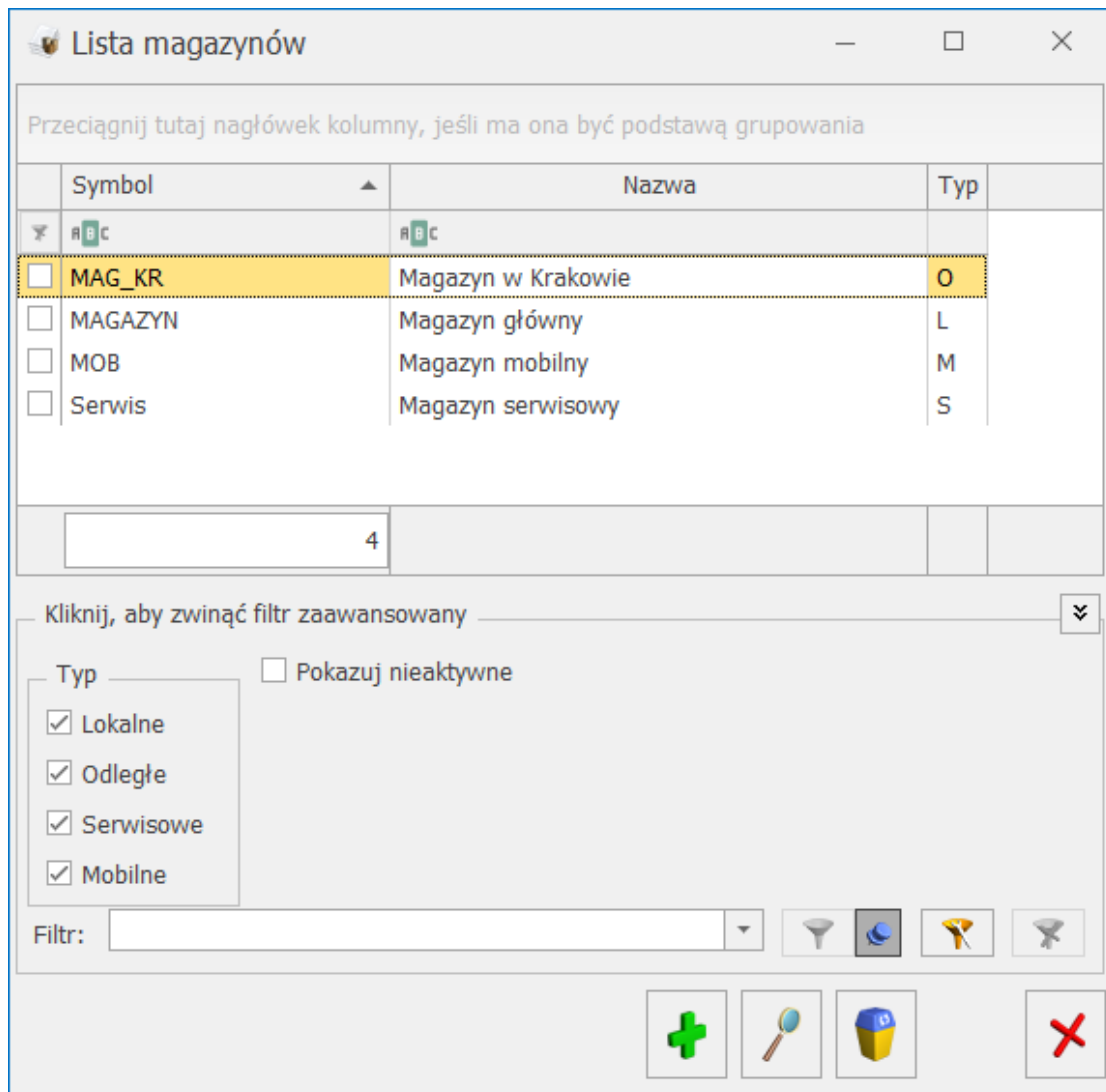 Lista magazynów
Przeciągnij tutaj nagłówek kolumny, jeśli ma ona być podstawą grupowania
Symbol Nazwa Typ
ABC ABC
MAG_KR Magazyn w Krakowie O
MAGAZYN Magazyn główny L
MOB Magazyn mobilny M
Serwis Magazyn serwisowy S
4
Kliknij, aby zwinąć filtr zaawansowany
Typ Pokazuj nieaktywne
Lokalne
Odległe
Serwisowe
Mobilne
Filtr: